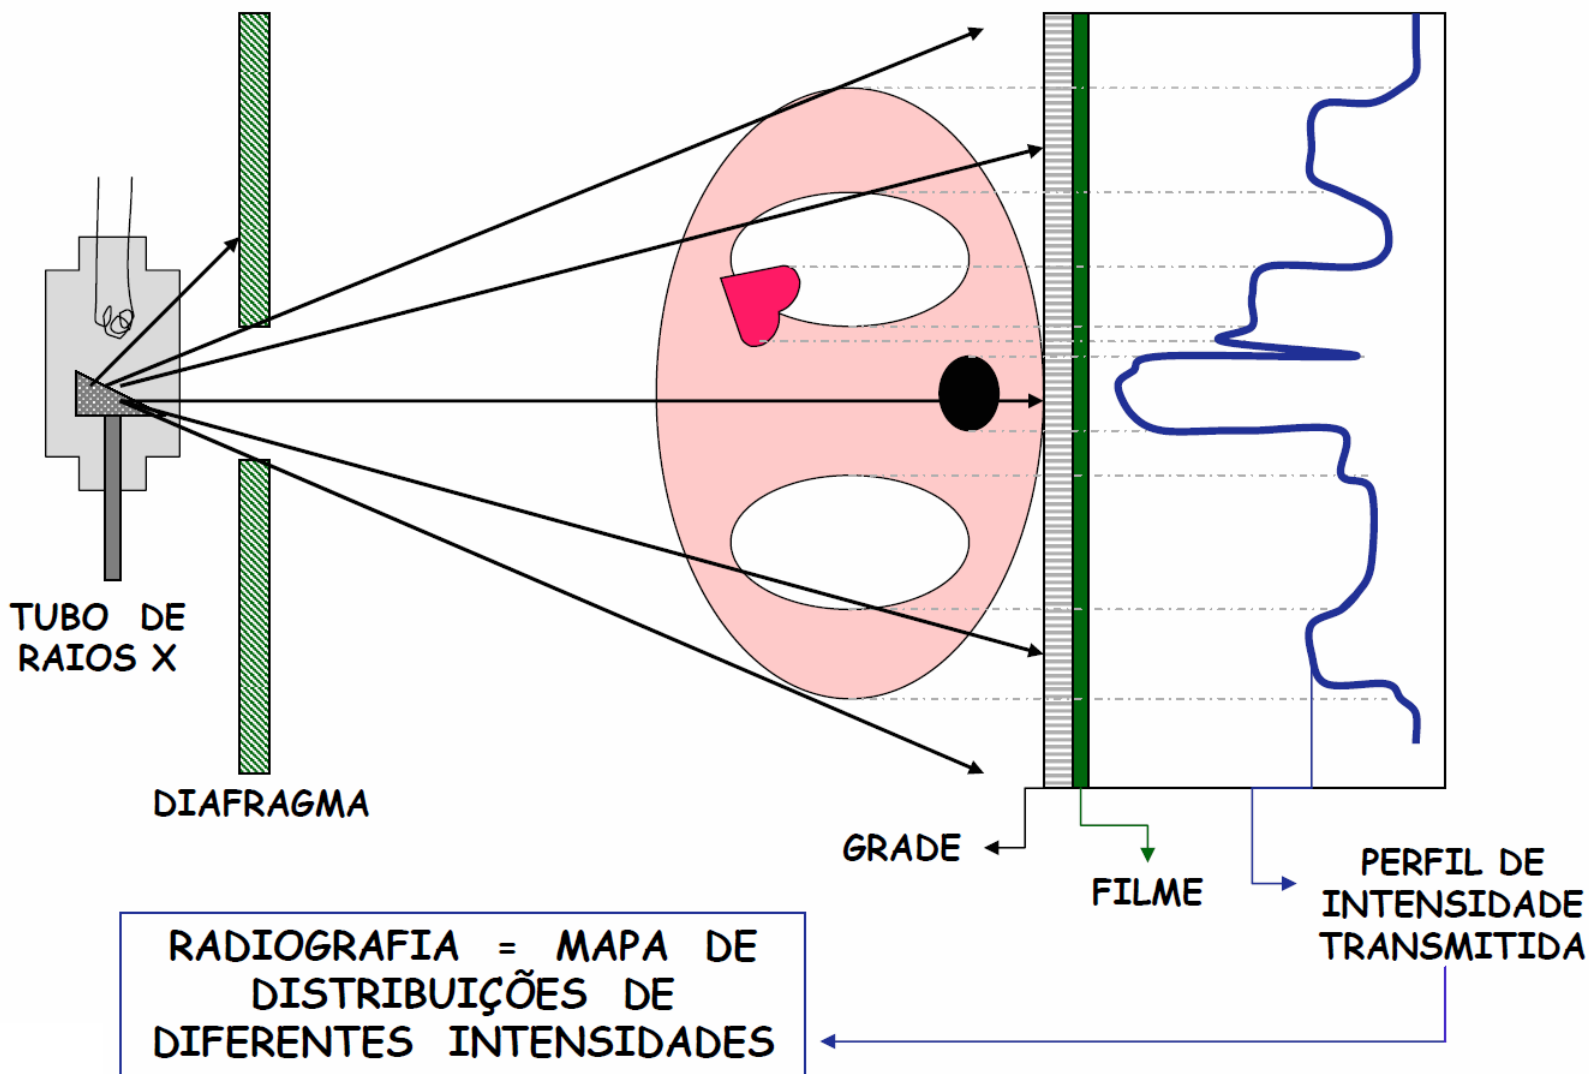 TUBO DE
RAIOS X
DIAFRAGMA
GRADE
FILME
PERFIL DE
INTENSIDADE
TRANSMITIDA
RADIOGRAFIA = MAPA DE
DISTRIBUIÇÕES DE
DIFERENTES INTENSIDADES